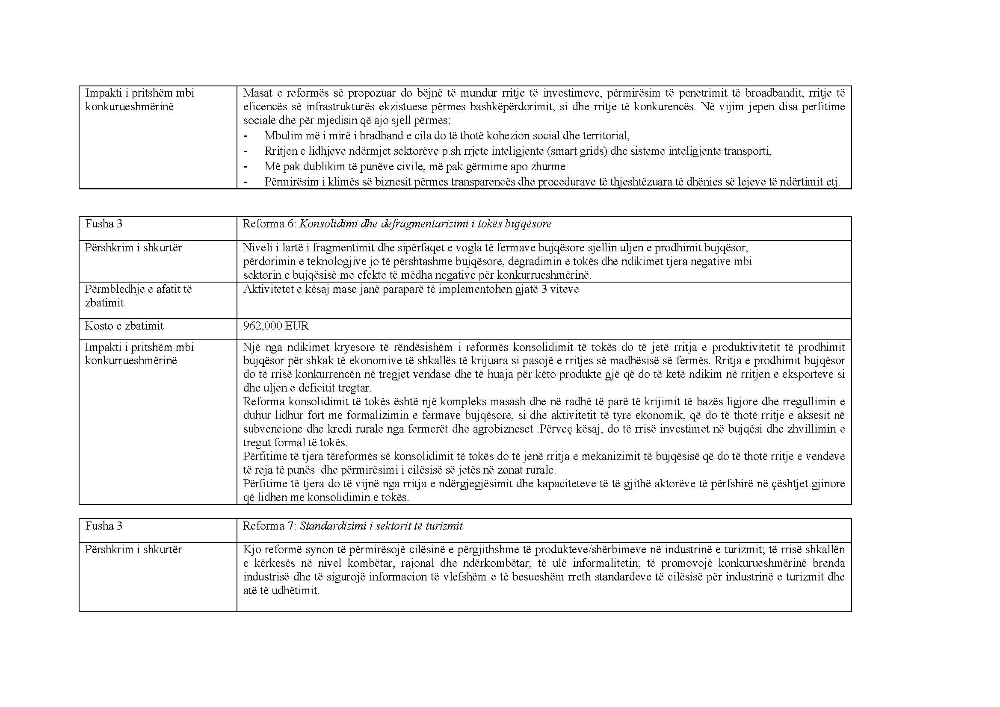 Impakti i pritshëm mbi
konkurueshmërinë
Masat e reformës së propozuar do bëjnë të mundur rritje të investimeve, përmirësim të penetrimit të broadbandit, rritje të
eficencës së infrastrukturës ekzistuese përmes bashkëpërdorimit, si dhe rritje të konkurencës. Në vijim jepen disa perfitime
sociale dhe për mjedisin që ajo sjell përmes:
- Mbulim më i mirë i bradband e cila do të thotë kohezion social dhe territorial,
- Rritjen e lidhjeve ndërmjet sektorëve p.sh rrjete inteligjente (smart grids) dhe sisteme inteligjente transporti,
- Më pak dublikim të punëve civile, më pak gërmime apo zhurme
- Përmirësim i klimës së biznesit përmes transparencës dhe procedurave të thjeshtëzuara të dhënies së lejeve të ndërtimit etj.
Fusha 3
Reforma 6: Konsolidimi dhe defragmentarizimi i tokës bujqësore
Përshkrim i shkurtër
Niveli i lartë i fragmentimit dhe sipërfaqet e vogla të fermave bujqësore sjellin uljen e prodhimit bujqësor,
përdorimin e teknologjive jo të përshtashme bujqësore, degradimin e tokës dhe ndikimet tjera negative mbi
sektorin e bujqësisë me efekte të mëdha negative për konkurrueshmërinë.
Përmbledhje e afatit të
zbatimit
Aktivitetet e kësaj mase janë paraparë të implementohen gjatë 3 viteve
Kosto e zbatimit
962,000 EUR
Impakti i pritshëm mbi
konkurrueshmërinë
Një nga ndikimet kryesore të rëndësishëm i reformës konsolidimit të tokës do të jetë rritja e produktivitetit të prodhimit
bujqësor për shkak të ekonomive të shkallës të krijuara si pasojë e rritjes së madhësisë së fermës. Rritja e prodhimit bujqësor
do të rrisë konkurrencën në tregjet vendase dhe të huaja për këto produkte gjë që do të ketë ndikim në rritjen e eksporteve si
dhe uljen e deficitit tregtar.
Reforma konsolidimit të tokës është një kompleks masash dhe në radhë të parë të krijimit të bazës ligjore dhe rregullimin e
duhur lidhur fort me formalizimin e fermave bujqësore, si dhe aktivitetit të tyre ekonomik, që do të thotë rritje e aksesit në
subvencione dhe kredi rurale nga fermerët dhe agrobizneset .Përveç kësaj, do të rrisë investimet në bujqësi dhe zhvillimin e
tregut formal të tokës.
Përfitime të tjera tëreformës së konsolidimit të tokës do të jenë rritja e mekanizimit të bujqësisë që do të thotë rritje e vendeve
të reja të punës  dhe përmirësimi i cilësisë së jetës në zonat rurale.
Përfitime të tjera do të vijnë nga rritja e ndërgjegjësimit dhe kapaciteteve të të gjithë aktorëve të përfshirë në çështjet gjinore
që lidhen me konsolidimin e tokës.
Fusha 3
Reforma 7: Standardizimi i sektorit të turizmit
Përshkrim i shkurtër
Kjo reformë synon të përmirësojë cilësinë e përgjithshme të produkteve/shërbimeve në industrinë e turizmit; të rrisë shkallën
e kërkesës në nivel kombëtar, rajonal dhe ndërkombëtar; të ulë informalitetin; të promovojë konkurueshmërinë brenda
industrisë dhe të sigurojë informacion të vlefshëm e të besueshëm rreth standardeve të cilësisë për industrinë e turizmit dhe
atë të udhëtimit.